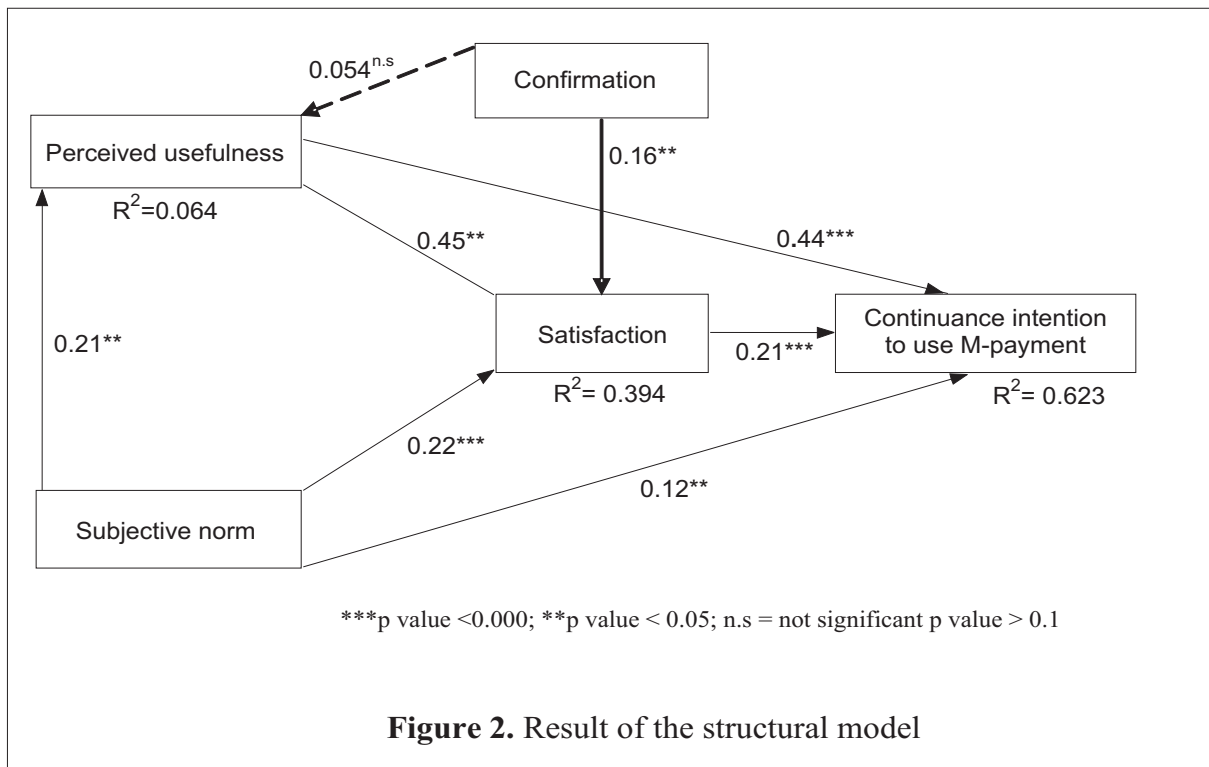 0.054n.s
Confirmation
Perceived usefulness
0.16**
R2=0.064
0.45**
0.44***
Satisfaction
Continuance intention
to use M-payment
0.21**
0.21***
R2= 0.394
R2= 0.623
0.22***
0.12**
Subjective norm
***p value <0.000; **p value < 0.05; n.s = not significant p value > 0.1
Figure 2. Result of the structural model